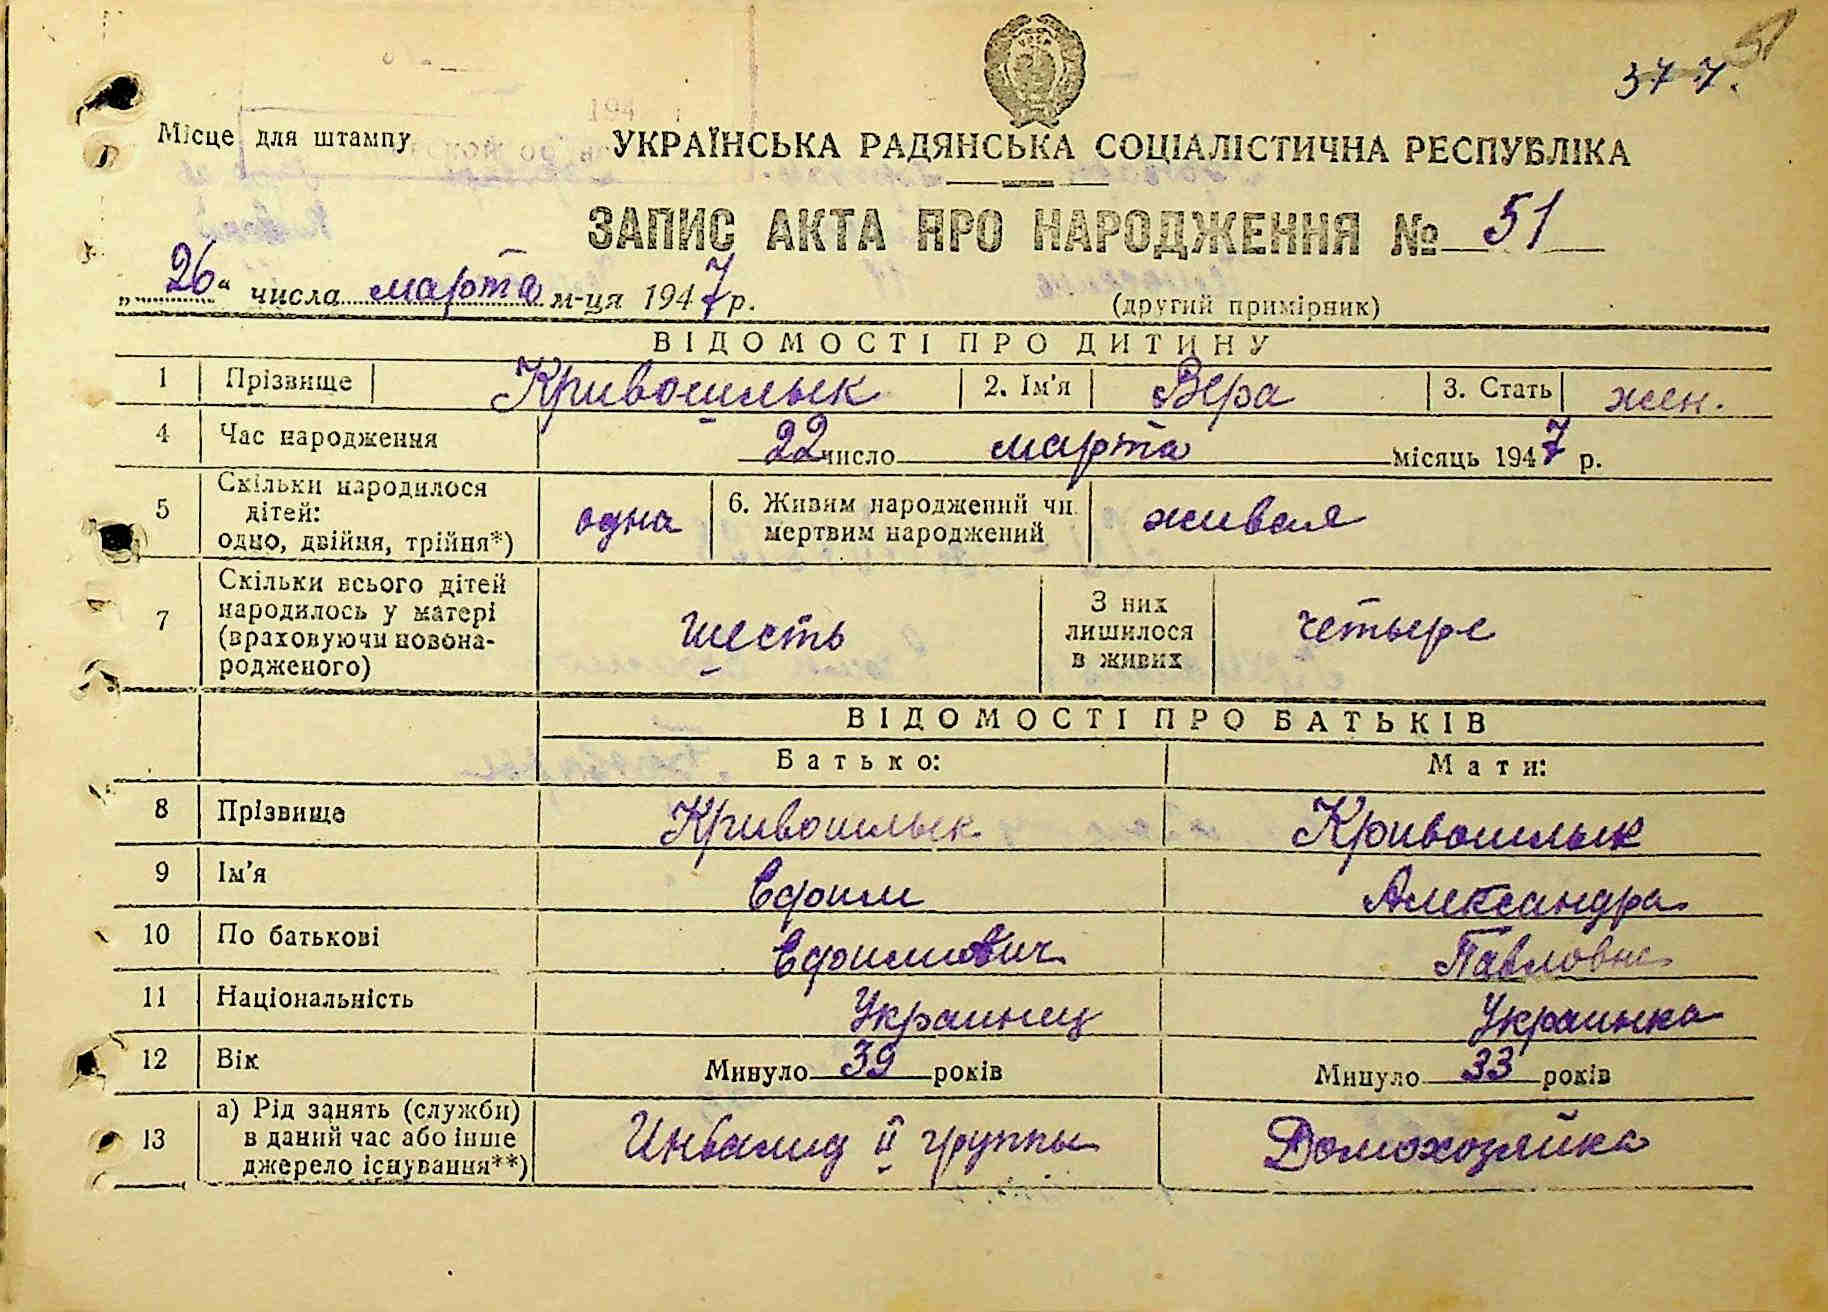 51
377.
194
Місце для штампу
УКРАЇНСЬКА РАДЯНСЬКА СОЦІАЛІСТИЧНА РЕСПУБЛІКА
ЗАПИС АКТА ПРО НАРОДЖЕННЯ № 51
„26“ числа марта м-ця 1947 р.
(другий примірник)
ВІДОМОСТІ ПРО ДИТИНУ
1 Прізвище Кривошлык 2. Ім'я Вера 3. Стать жен.
4 Час народження 22 число марта місяць 1947 р.
5 Скільки народилося дітей: одно, двійня, трійня*) одна 6. Живим народжений чи мертвим народжений живая
7 Скільки всього дітей народилось у матері (враховуючи новонародженого) шесть З них лишилося в живих четыре
ВІДОМОСТІ ПРО БАТЬКІВ
Батько: Мати:
8 Прізвище Кривошлык Кривошлык
9 Ім'я Ефим Александра
10 По батькові Ефимович Павловна
11 Національність Украинец Украинка
12 Вік Минуло 39 років Минуло 33 років
13 а) Рід занять (служби) в даний час або інше джерело існування**) Инвалид II группы Домохозяйка